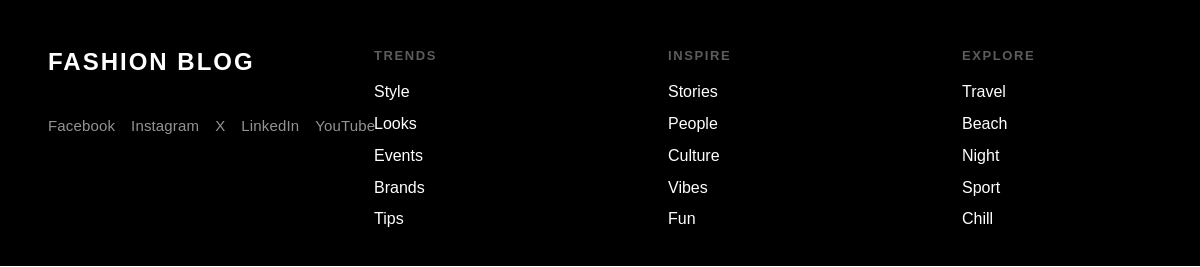 FASHION BLOG
Facebook Instagram X LinkedIn YouTube
TRENDS
Style
Looks
Events
Brands
Tips
INSPIRE
Stories
People
Culture
Vibes
Fun
EXPLORE
Travel
Beach
Night
Sport
Chill